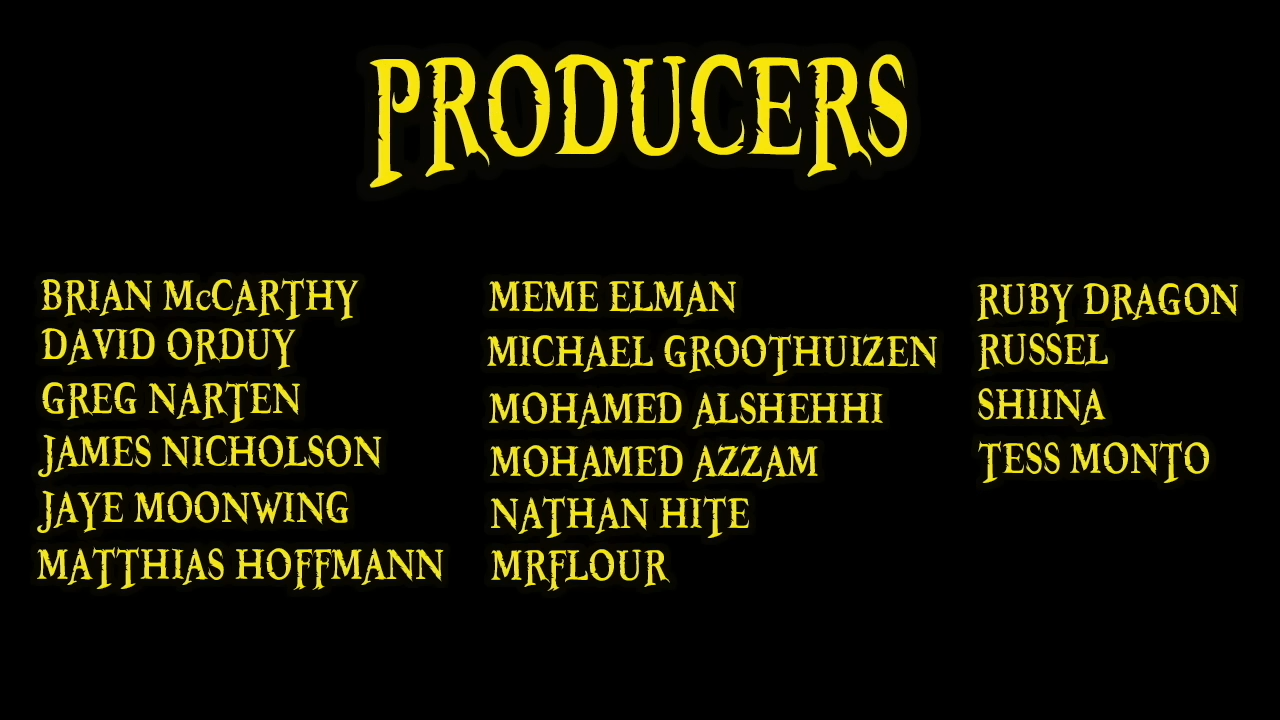 PRODUCERS
BRIAN McCARTHY
DAVID ORDUY
GREG NARTEN
JAMES NICHOLSON
JAYE MOONWING
MATTHIAS HOFFMANN
MEME ELMAN
MICHAEL GROOTHUIZEN
MOHAMED ALSHEHHI
MOHAMED AZZAM
NATHAN HITE
MRFLOUR
RUBY DRAGON
RUSSEL
SHIINA
TESS MONTO